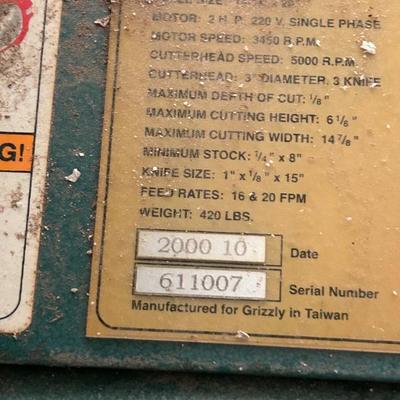 MOTOR: 2 H.P. 220 V. SINGLE PHASE
MOTOR SPEED: 3450 R.P.M.
CUTTERHEAD SPEED: 5000 R.P.M.
CUTTERHEAD: 3" DIAMETER, 3 KNIFE
MAXIMUM DEPTH OF CUT: 1/8"
MAXIMUM CUTTING HEIGHT: 6 1/8"
MAXIMUM CUTTING WIDTH: 14 7/8"
MINIMUM STOCK: 1/4" x 8"
KNIFE SIZE: 1" x 1/8" x 15"
G!
FEED RATES: 16 & 20 FPM
WEIGHT: 420 LBS.
2000 10 Date
611007 Serial Number
Manufactured for Grizzly in Taiwan